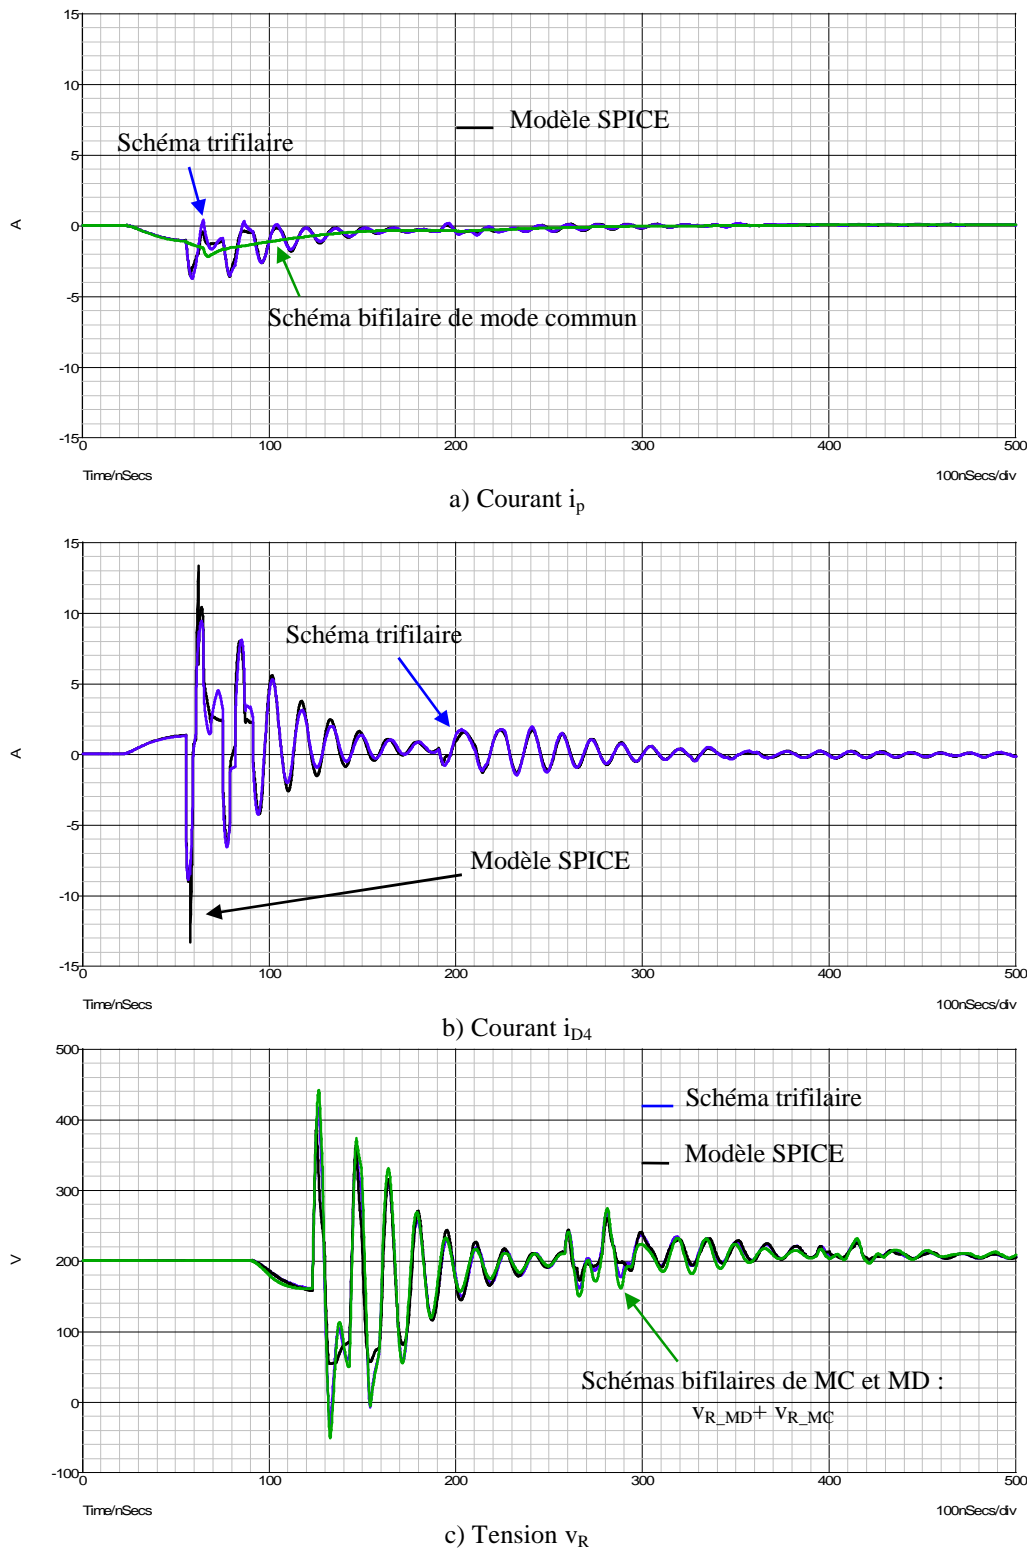 15
10
5
0
-5
-10
-15
A
Modèle SPICE
Schéma trifilaire
Schéma bifilaire de mode commun
0 100 200 300 400 500
Time/nSecs 100nSecs/div
a) Courant ip
15
10
5
0
-5
-10
-15
A
Schéma trifilaire
Modèle SPICE
0 100 200 300 400 500
Time/nSecs 100nSecs/div
b) Courant iD4
500
400
300
200
100
0
-100
V
Schéma trifilaire
Modèle SPICE
Schémas bifilaires de MC et MD :
vR_MD+ vR_MC
0 100 200 300 400 500
Time/nSecs 100nSecs/div
c) Tension vR